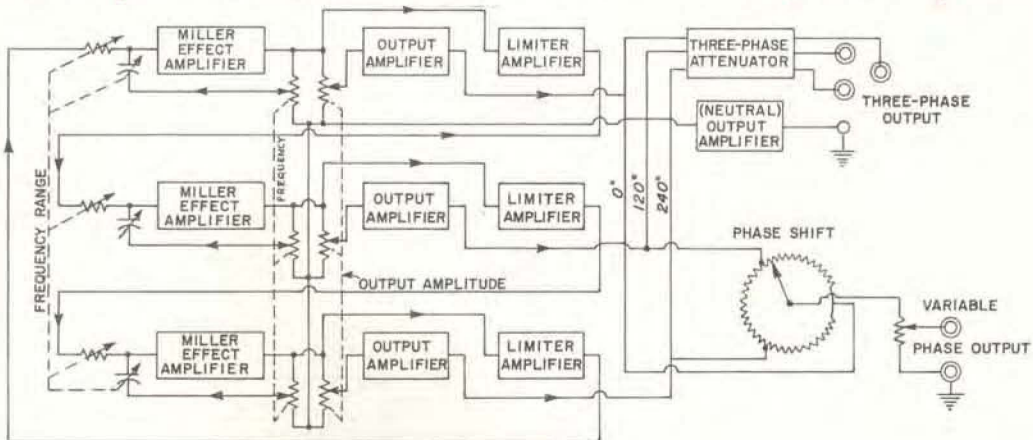 MILLER
EFFECT
AMPLIFIER
OUTPUT
AMPLIFIER
LIMITER
AMPLIFIER
THREE-PHASE
ATTENUATOR
THREE-PHASE
OUTPUT
(NEUTRAL)
OUTPUT
AMPLIFIER
FREQUENCY RANGE
FREQUENCY
MILLER
EFFECT
AMPLIFIER
OUTPUT
AMPLIFIER
LIMITER
AMPLIFIER
0°
120°
240°
PHASE SHIFT
OUTPUT AMPLITUDE
VARIABLE
PHASE OUTPUT
MILLER
EFFECT
AMPLIFIER
OUTPUT
AMPLIFIER
LIMITER
AMPLIFIER